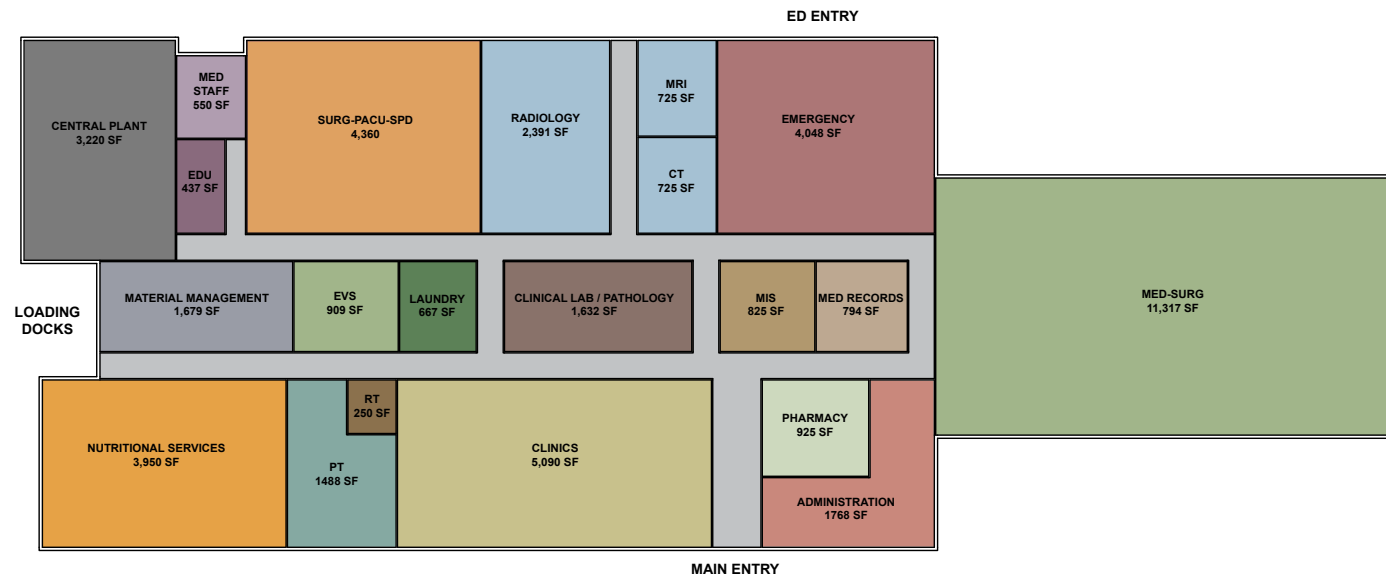 ED ENTRY
MED
STAFF
550 SF
CENTRAL PLANT
3,220 SF
SURG-PACU-SPD
4,360
RADIOLOGY
2,391 SF
MRI
725 SF
EMERGENCY
4,048 SF
EDU
437 SF
CT
725 SF
LOADING
DOCKS
MATERIAL MANAGEMENT
1,679 SF
EVS
909 SF
LAUNDRY
667 SF
CLINICAL LAB / PATHOLOGY
1,632 SF
MIS
825 SF
MED RECORDS
794 SF
MED-SURG
11,317 SF
NUTRITIONAL SERVICES
3,950 SF
RT
250 SF
PT
1488 SF
CLINICS
5,090 SF
PHARMACY
925 SF
ADMINISTRATION
1768 SF
MAIN ENTRY